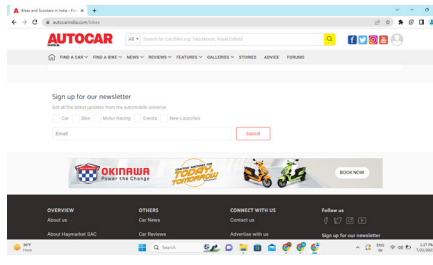 Bikes and Scooters in India - Fin
autocarindia.com/bikes
AUTOCAR
All
Search for Car/Bikes e.g. Tata Nexon, Royal Enfield
FIND A CAR FIND A BIKE NEWS REVIEWS FEATURES GALLERIES STORIES ADVICE FORUMS
Sign up for our newsletter
Get all the latest updates from the automobile universe
Car Bike Motor Racing Events New Launches
Email Submit
OKINAWA
Power the Change
TODAY
TOMORROW
BOOK NOW
OVERVIEW OTHERS CONNECT WITH US Follow us
About us Car News Contact us
About Haymarket SAC Car Reviews Advertise with us Sign up for our newsletter
Search
ENG
IN